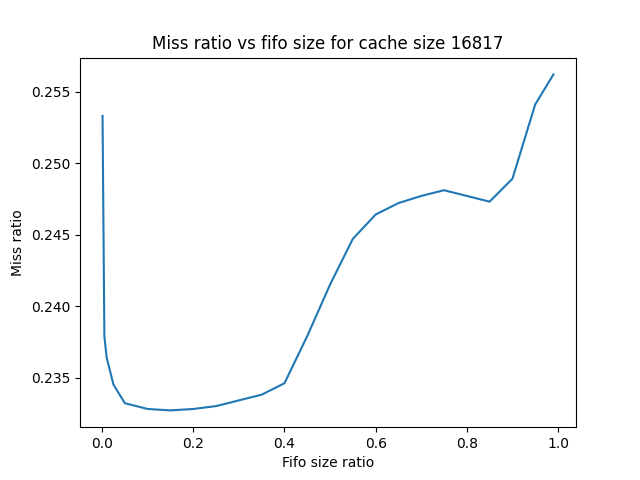 Miss ratio vs fifo size for cache size 16817
Miss ratio
0.255
0.250
0.245
0.240
0.235
0.0 0.2 0.4 0.6 0.8 1.0
Fifo size ratio